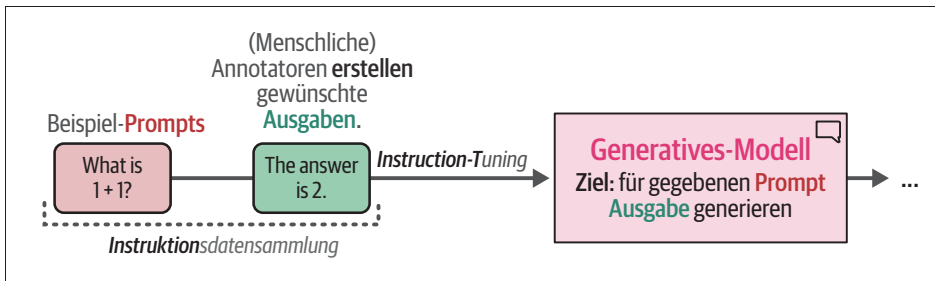 (Menschliche)
Annotatoren erstellen
gewünschte
Ausgaben.
Beispiel-Prompts
What is
1 + 1?
The answer
is 2.
Instruction-Tuning
Instruktionsdatensammlung
Generatives-Modell
Ziel: für gegebenen Prompt
Ausgabe generieren
...